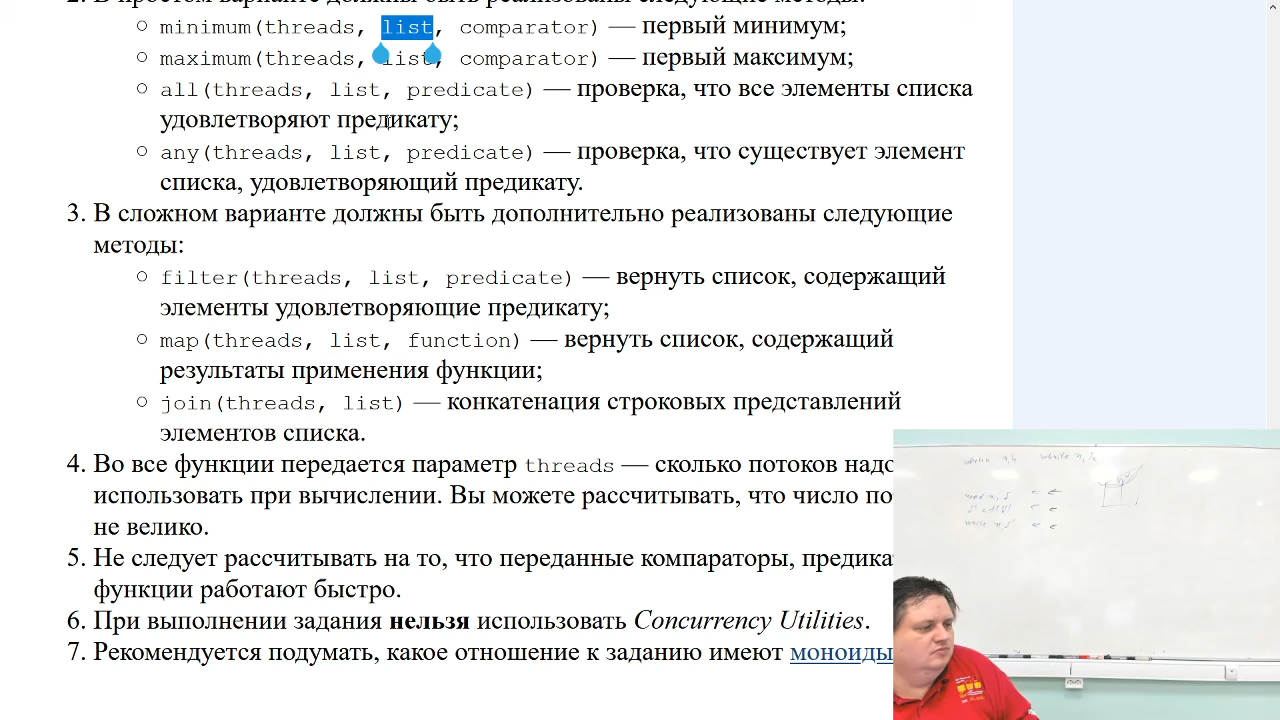 2. В простом варианте должны быть реализованы следующие методы:
○ minimum(threads, list, comparator) — первый минимум;
○ maximum(threads, list, comparator) — первый максимум;
○ all(threads, list, predicate) — проверка, что все элементы списка
удовлетворяют предикату;
○ any(threads, list, predicate) — проверка, что существует элемент
списка, удовлетворяющий предикату.
3. В сложном варианте должны быть дополнительно реализованы следующие
методы:
○ filter(threads, list, predicate) — вернуть список, содержащий
элементы удовлетворяющие предикату;
○ map(threads, list, function) — вернуть список, содержащий
результаты применения функции;
○ join(threads, list) — конкатенация строковых представлений
элементов списка.
4. Во все функции передается параметр threads — сколько потоков надо
использовать при вычислении. Вы можете рассчитывать, что число по
не велико.
5. Не следует рассчитывать на то, что переданные компараторы, предика
функции работают быстро.
6. При выполнении задания нельзя использовать Concurrency Utilities.
7. Рекомендуется подумать, какое отношение к заданию имеют моноиды